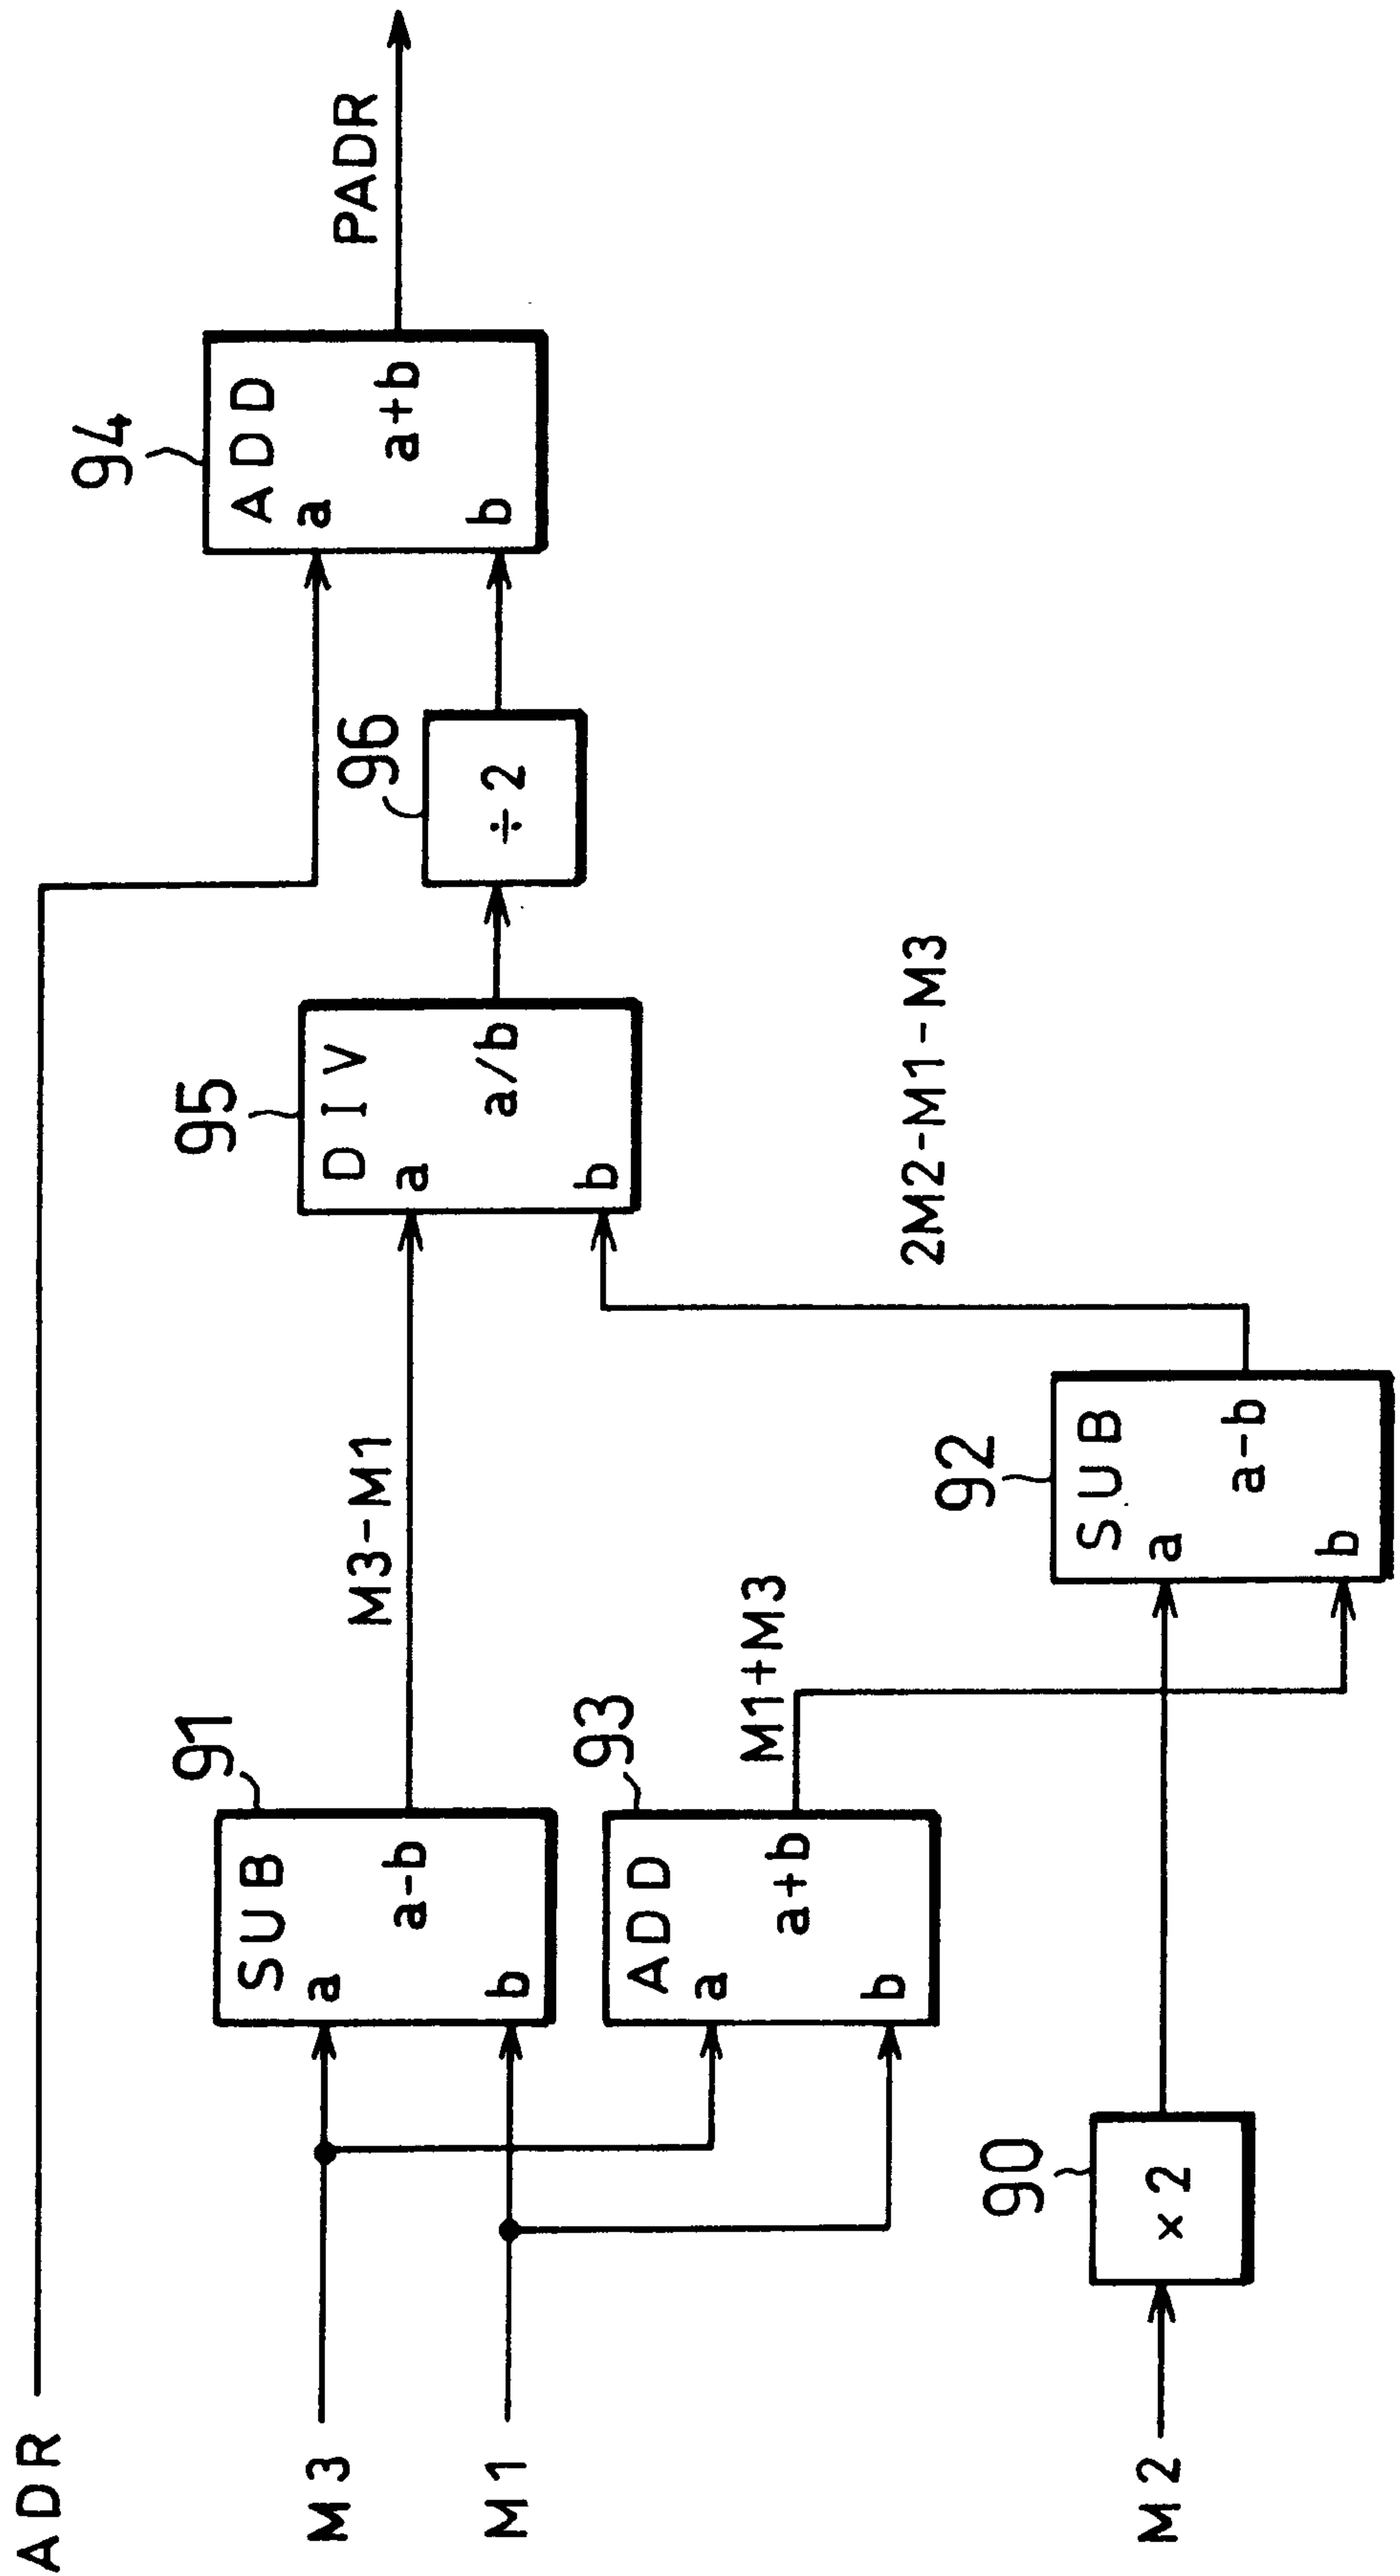 ADR
M3
M1
M2
90
× 2
91
SUB
a
a-b
b
M3-M1
93
ADD
a
a+b
b
M1+M3
92
SUB
a
a-b
b
2M2-M1-M3
95
DIV
a
a/b
b
96
÷ 2
94
ADD
a
a+b
b
PADR